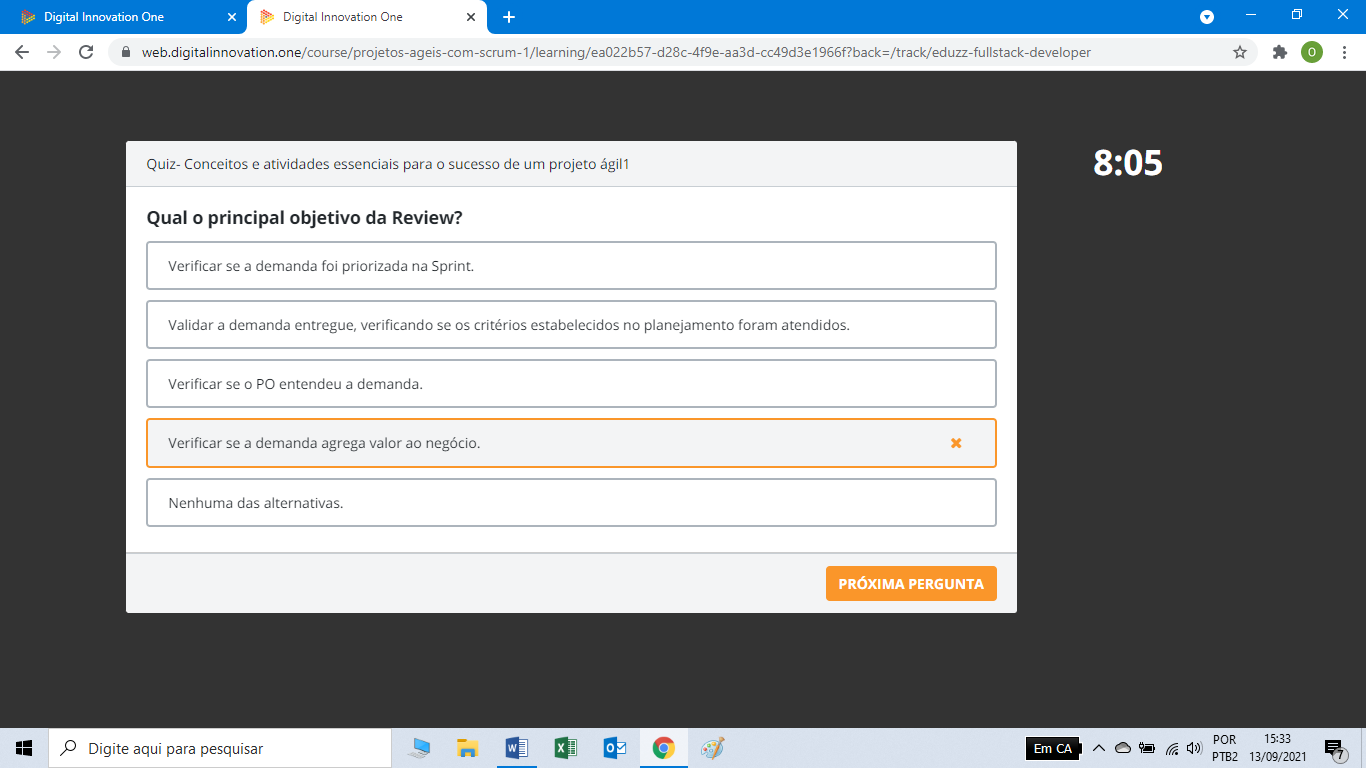 Digital Innovation One
Digital Innovation One
web.digitalinnovation.one/course/projetos-ageis-com-scrum-1/learning/ea022b57-d28c-4f9e-aa3d-cc49d3e1966f?back=/track/eduzz-fullstack-developer
O
Quiz- Conceitos e atividades essenciais para o sucesso de um projeto ágil1
8:05
Qual o principal objetivo da Review?
Verificar se a demanda foi priorizada na Sprint.
Validar a demanda entregue, verificando se os critérios estabelecidos no planejamento foram atendidos.
Verificar se o PO entendeu a demanda.
Verificar se a demanda agrega valor ao negócio.
Nenhuma das alternativas.
PRÓXIMA PERGUNTA
Digite aqui para pesquisar
Em CA
POR
PTB2
15:33
13/09/2021
7